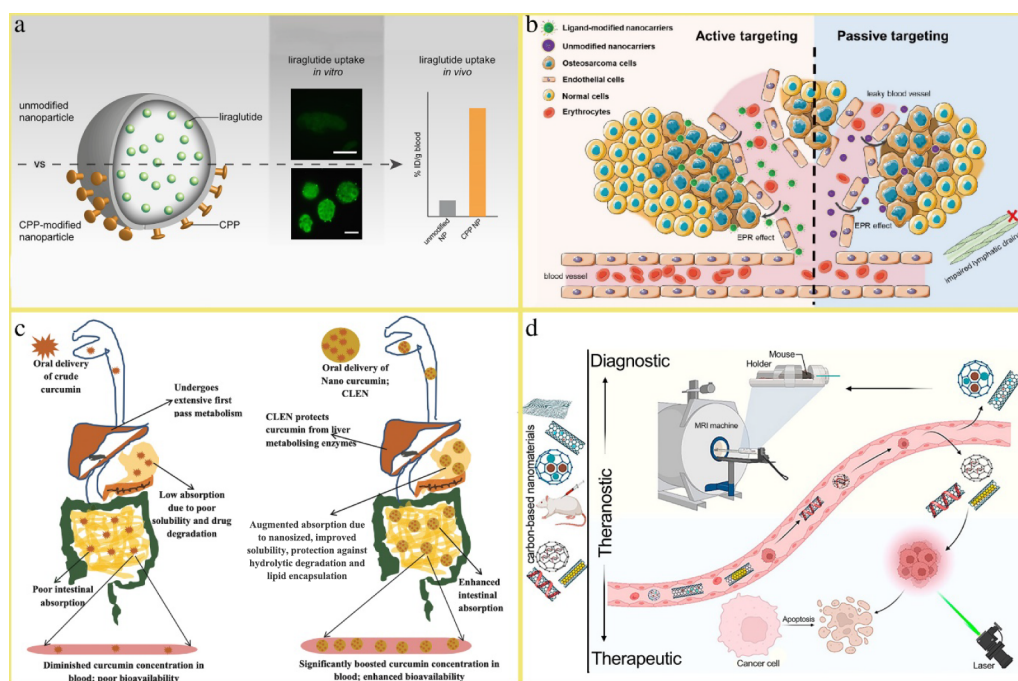 a
liraglutide uptake
in vitro
liraglutide uptake
in vivo
unmodified
nanoparticle
liraglutide
vs
CPP-modified
nanoparticle
CPP
% ID/g blood
unmodified
NP
CPP NP
b
Ligand-modified nanocarriers
Unmodified nanocarriers
Osteosarcoma cells
Endothelial cells
Normal cells
Erythrocytes
Active targeting
Passive targeting
leaky blood vessel
EPR effect
EPR effect
blood vessel
impaired lymphatic drain
c
Oral delivery
of crude
curcumin
Undergoes
extensive first
pass metabolism
Low absorption
due to poor
solubility and drug
degradation
Poor intestinal
absorption
Diminished curcumin concentration in
blood; poor bioavailability
Oral delivery of
Nano curcumin;
CLEN
CLEN protects
curcumin from liver
metabolising enzymes
Augmented absorption due
to nanosized, improved
solubility, protection against
hydrolytic degradation and
lipid encapsulation
Enhanced
intestinal
absorption
Significantly boosted curcumin concentration in
blood; enhanced bioavailability
d
Diagnostic
Theranostic
Therapeutic
carbon-based nanomaterials
Mouse
Holder
MRI machine
Apoptosis
Cancer cell
Laser